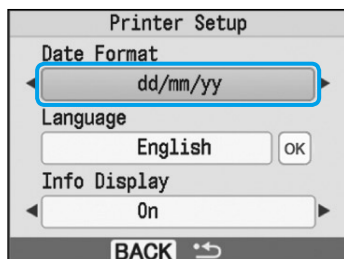 Printer Setup
Date Format
dd/mm/yy
Language
English OK
Info Display
On
BACK